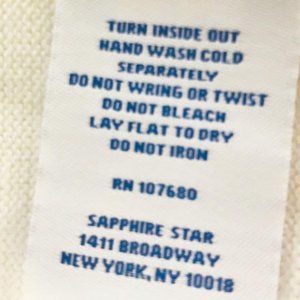 TURN INSIDE OUT
HAND WASH COLD
SEPARATELY
DO NOT WRING OR TWIST
DO NOT BLEACH
LAY FLAT TO DRY
DO NOT IRON
RN 107680
SAPPHIRE STAR
1411 BROADWAY
NEW YORK, NY 10018